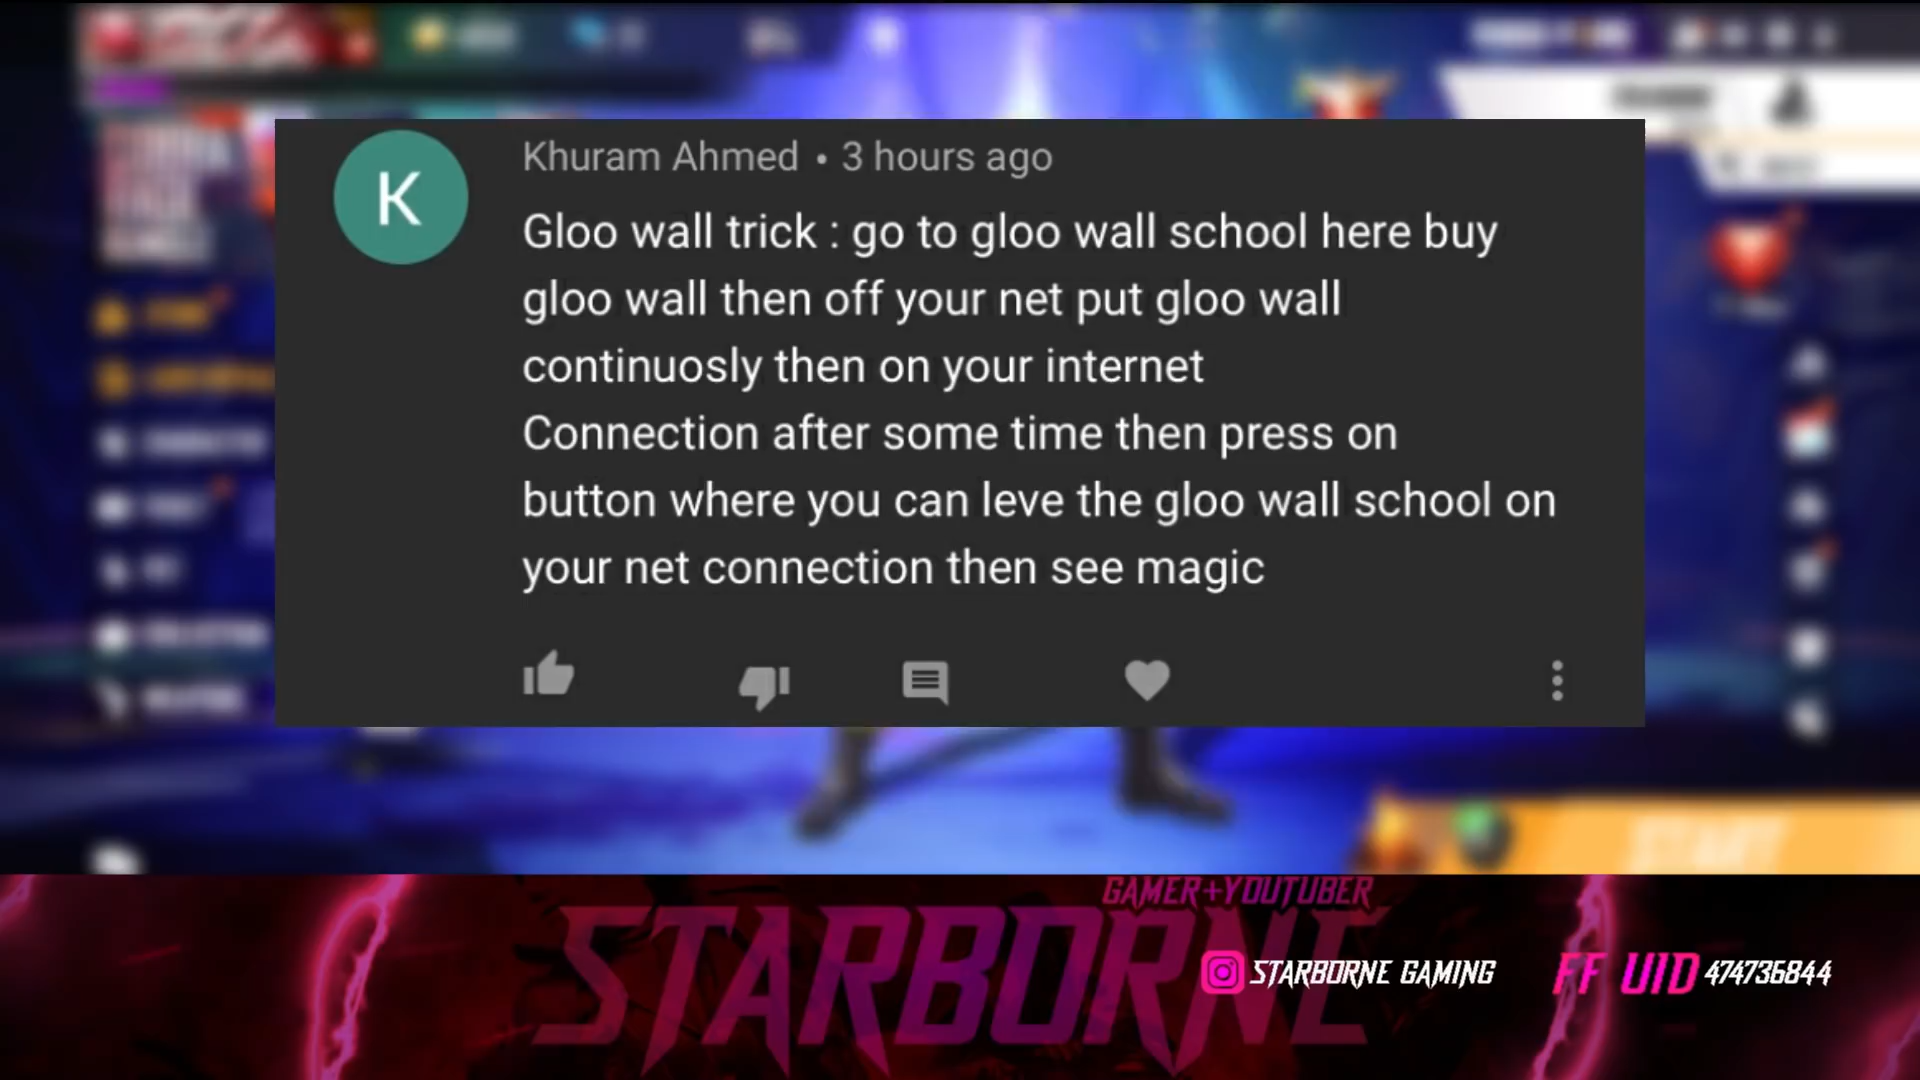 Khuram Ahmed • 3 hours ago
K
Gloo wall trick : go to gloo wall school here buy
gloo wall then off your net put gloo wall
continuosly then on your internet
Connection after some time then press on
button where you can leve the gloo wall school on
your net connection then see magic
START
GAMER+YOUTUBER
STARBORNE
STARBORNE GAMING
FF UID 474736844